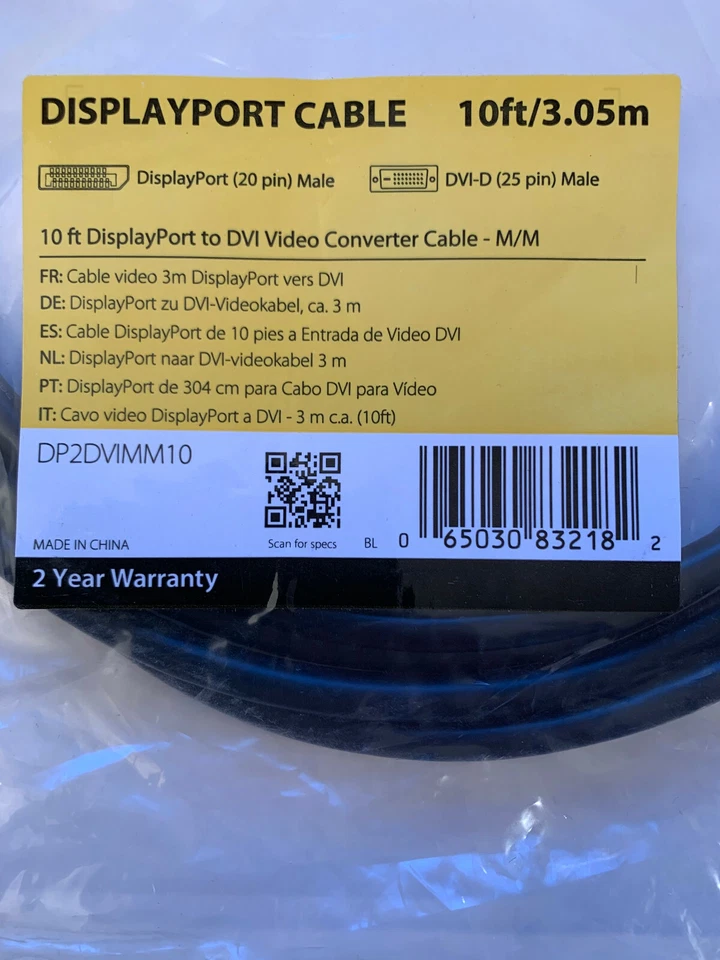 DISPLAYPORT CABLE 10ft/3.05m
DisplayPort (20 pin) Male DVI-D (25 pin) Male
10 ft DisplayPort to DVI Video Converter Cable - M/M
FR: Cable video 3m DisplayPort vers DVI
DE: DisplayPort zu DVI-Videokabel, ca. 3 m
ES: Cable DisplayPort de 10 pies a Entrada de Video DVI
NL: DisplayPort naar DVI-videokabel 3 m
PT: DisplayPort de 304 cm para Cabo DVI para Vídeo
IT: Cavo video DisplayPort a DVI - 3 m c.a. (10ft)
DP2DVIMM10
MADE IN CHINA Scan for specs BL 0 65030 83218 2
2 Year Warranty